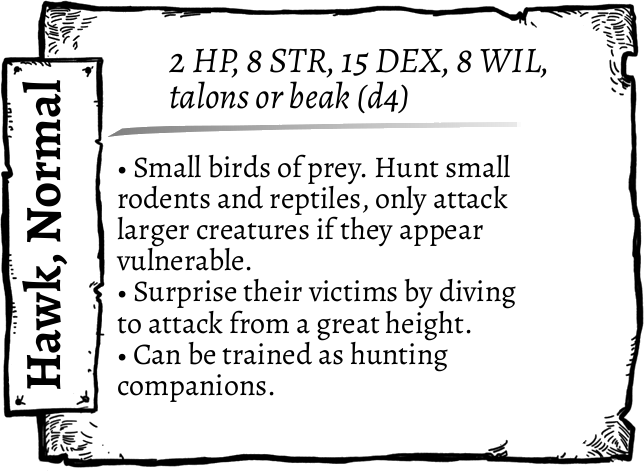 Hawk, Normal
2 HP, 8 STR, 15 DEX, 8 WIL,
talons or beak (d4)
• Small birds of prey. Hunt small
rodents and reptiles, only attack
larger creatures if they appear
vulnerable.
• Surprise their victims by diving
to attack from a great height.
• Can be trained as hunting
companions.